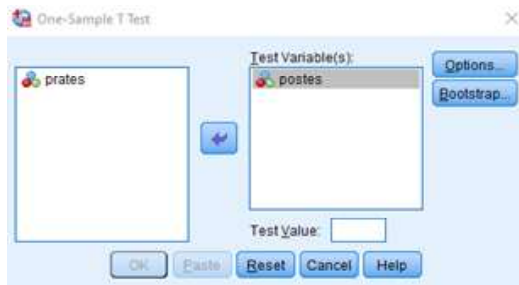 One-Sample T Test
Test Variable(s):
prates
postes
Options...
Bootstrap...
Test Value:
OK
Paste
Reset
Cancel
Help